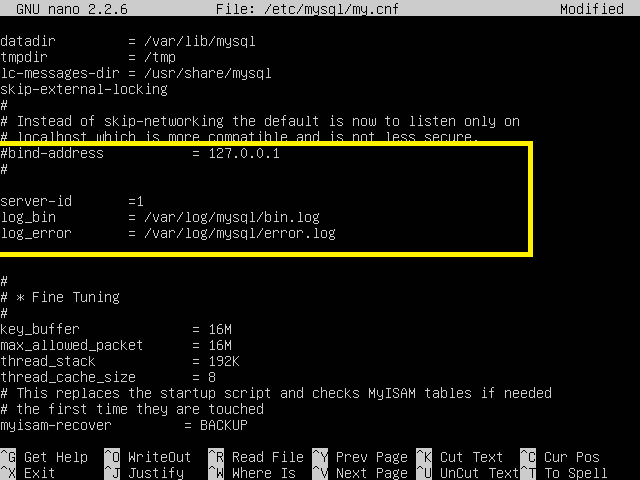 GNU nano 2.2.6 File: /etc/mysql/my.cnf Modified
datadir = /var/lib/mysql
tmpdir = /tmp
lc-messages-dir = /usr/share/mysql
skip-external-locking
#
# Instead of skip-networking the default is now to listen only on
# localhost which is more compatible and is not less secure.
#bind-address = 127.0.0.1
#
server-id =1
log_bin = /var/log/mysql/bin.log
log_error = /var/log/mysql/error.log
#
# * Fine Tuning
#
key_buffer = 16M
max_allowed_packet = 16M
thread_stack = 192K
thread_cache_size = 8
# This replaces the startup script and checks MyISAM tables if needed
# the first time they are touched
myisam-recover = BACKUP
^G Get Help ^O WriteOut ^R Read File ^Y Prev Page ^K Cut Text ^C Cur Pos
^X Exit ^J Justify ^W Where Is ^V Next Page ^U UnCut Text ^T To Spell